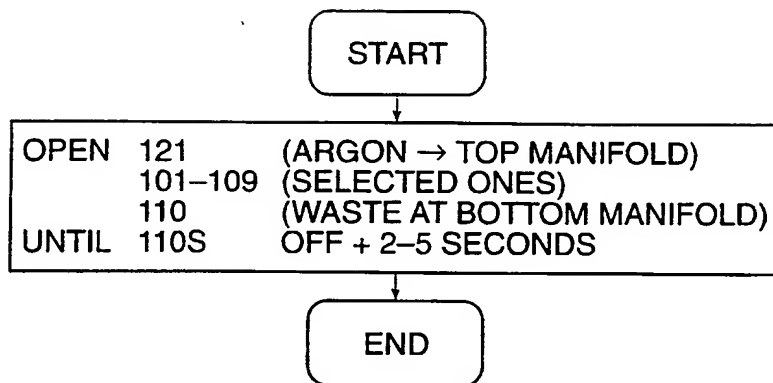 START
OPEN 121 (ARGON → TOP MANIFOLD)
101–109 (SELECTED ONES)
110 (WASTE AT BOTTOM MANIFOLD)
UNTIL 110S OFF + 2–5 SECONDS
END